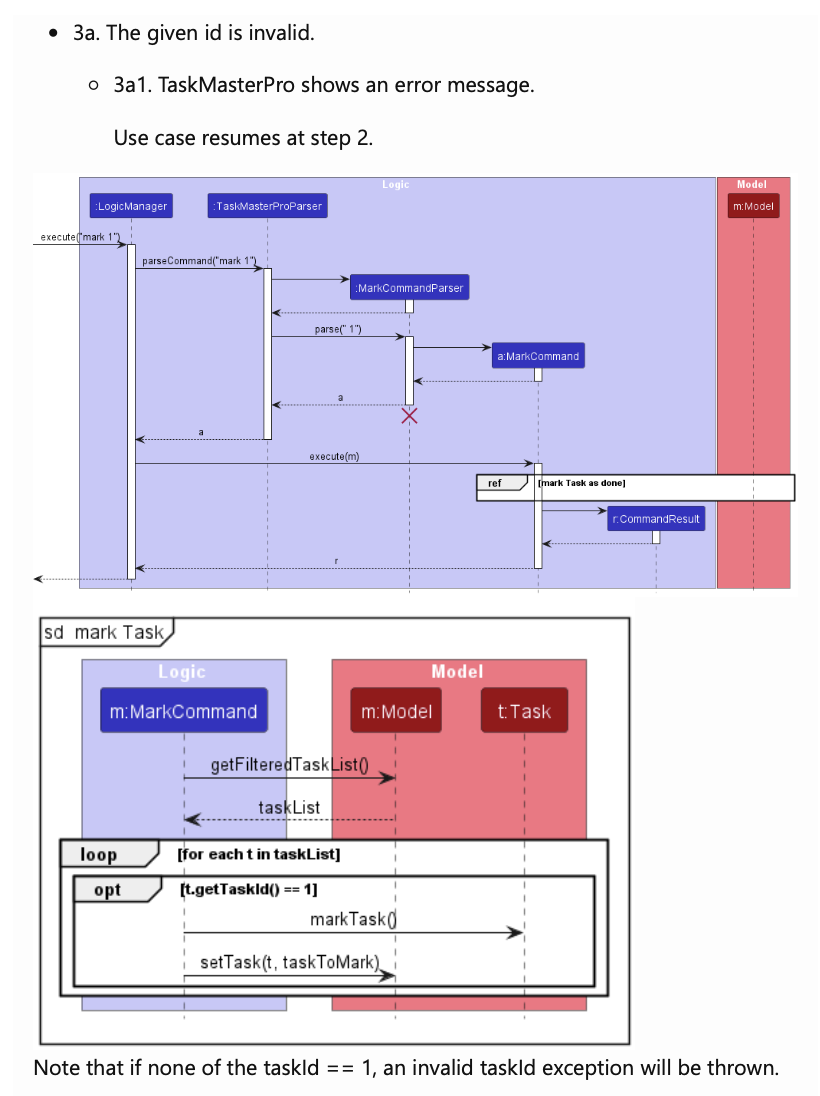 3a. The given id is invalid.
3a1. TaskMasterPro shows an error message.
Use case resumes at step 2.
Logic
Model
:LogicManager
:TaskMasterProParser
m:Model
execute("mark 1")
parseCommand("mark 1")
:MarkCommandParser
parse(" 1")
a:MarkCommand
a
a
execute(m)
ref
[mark Task as done]
r:CommandResult
r
sd mark Task
Logic
Model
m:MarkCommand
m:Model
t:Task
getFilteredTaskList()
taskList
loop
[for each t in taskList]
opt
[t.getTaskId() == 1]
markTask()
setTask(t, taskToMark)
Note that if none of the taskId == 1, an invalid taskId exception will be thrown.